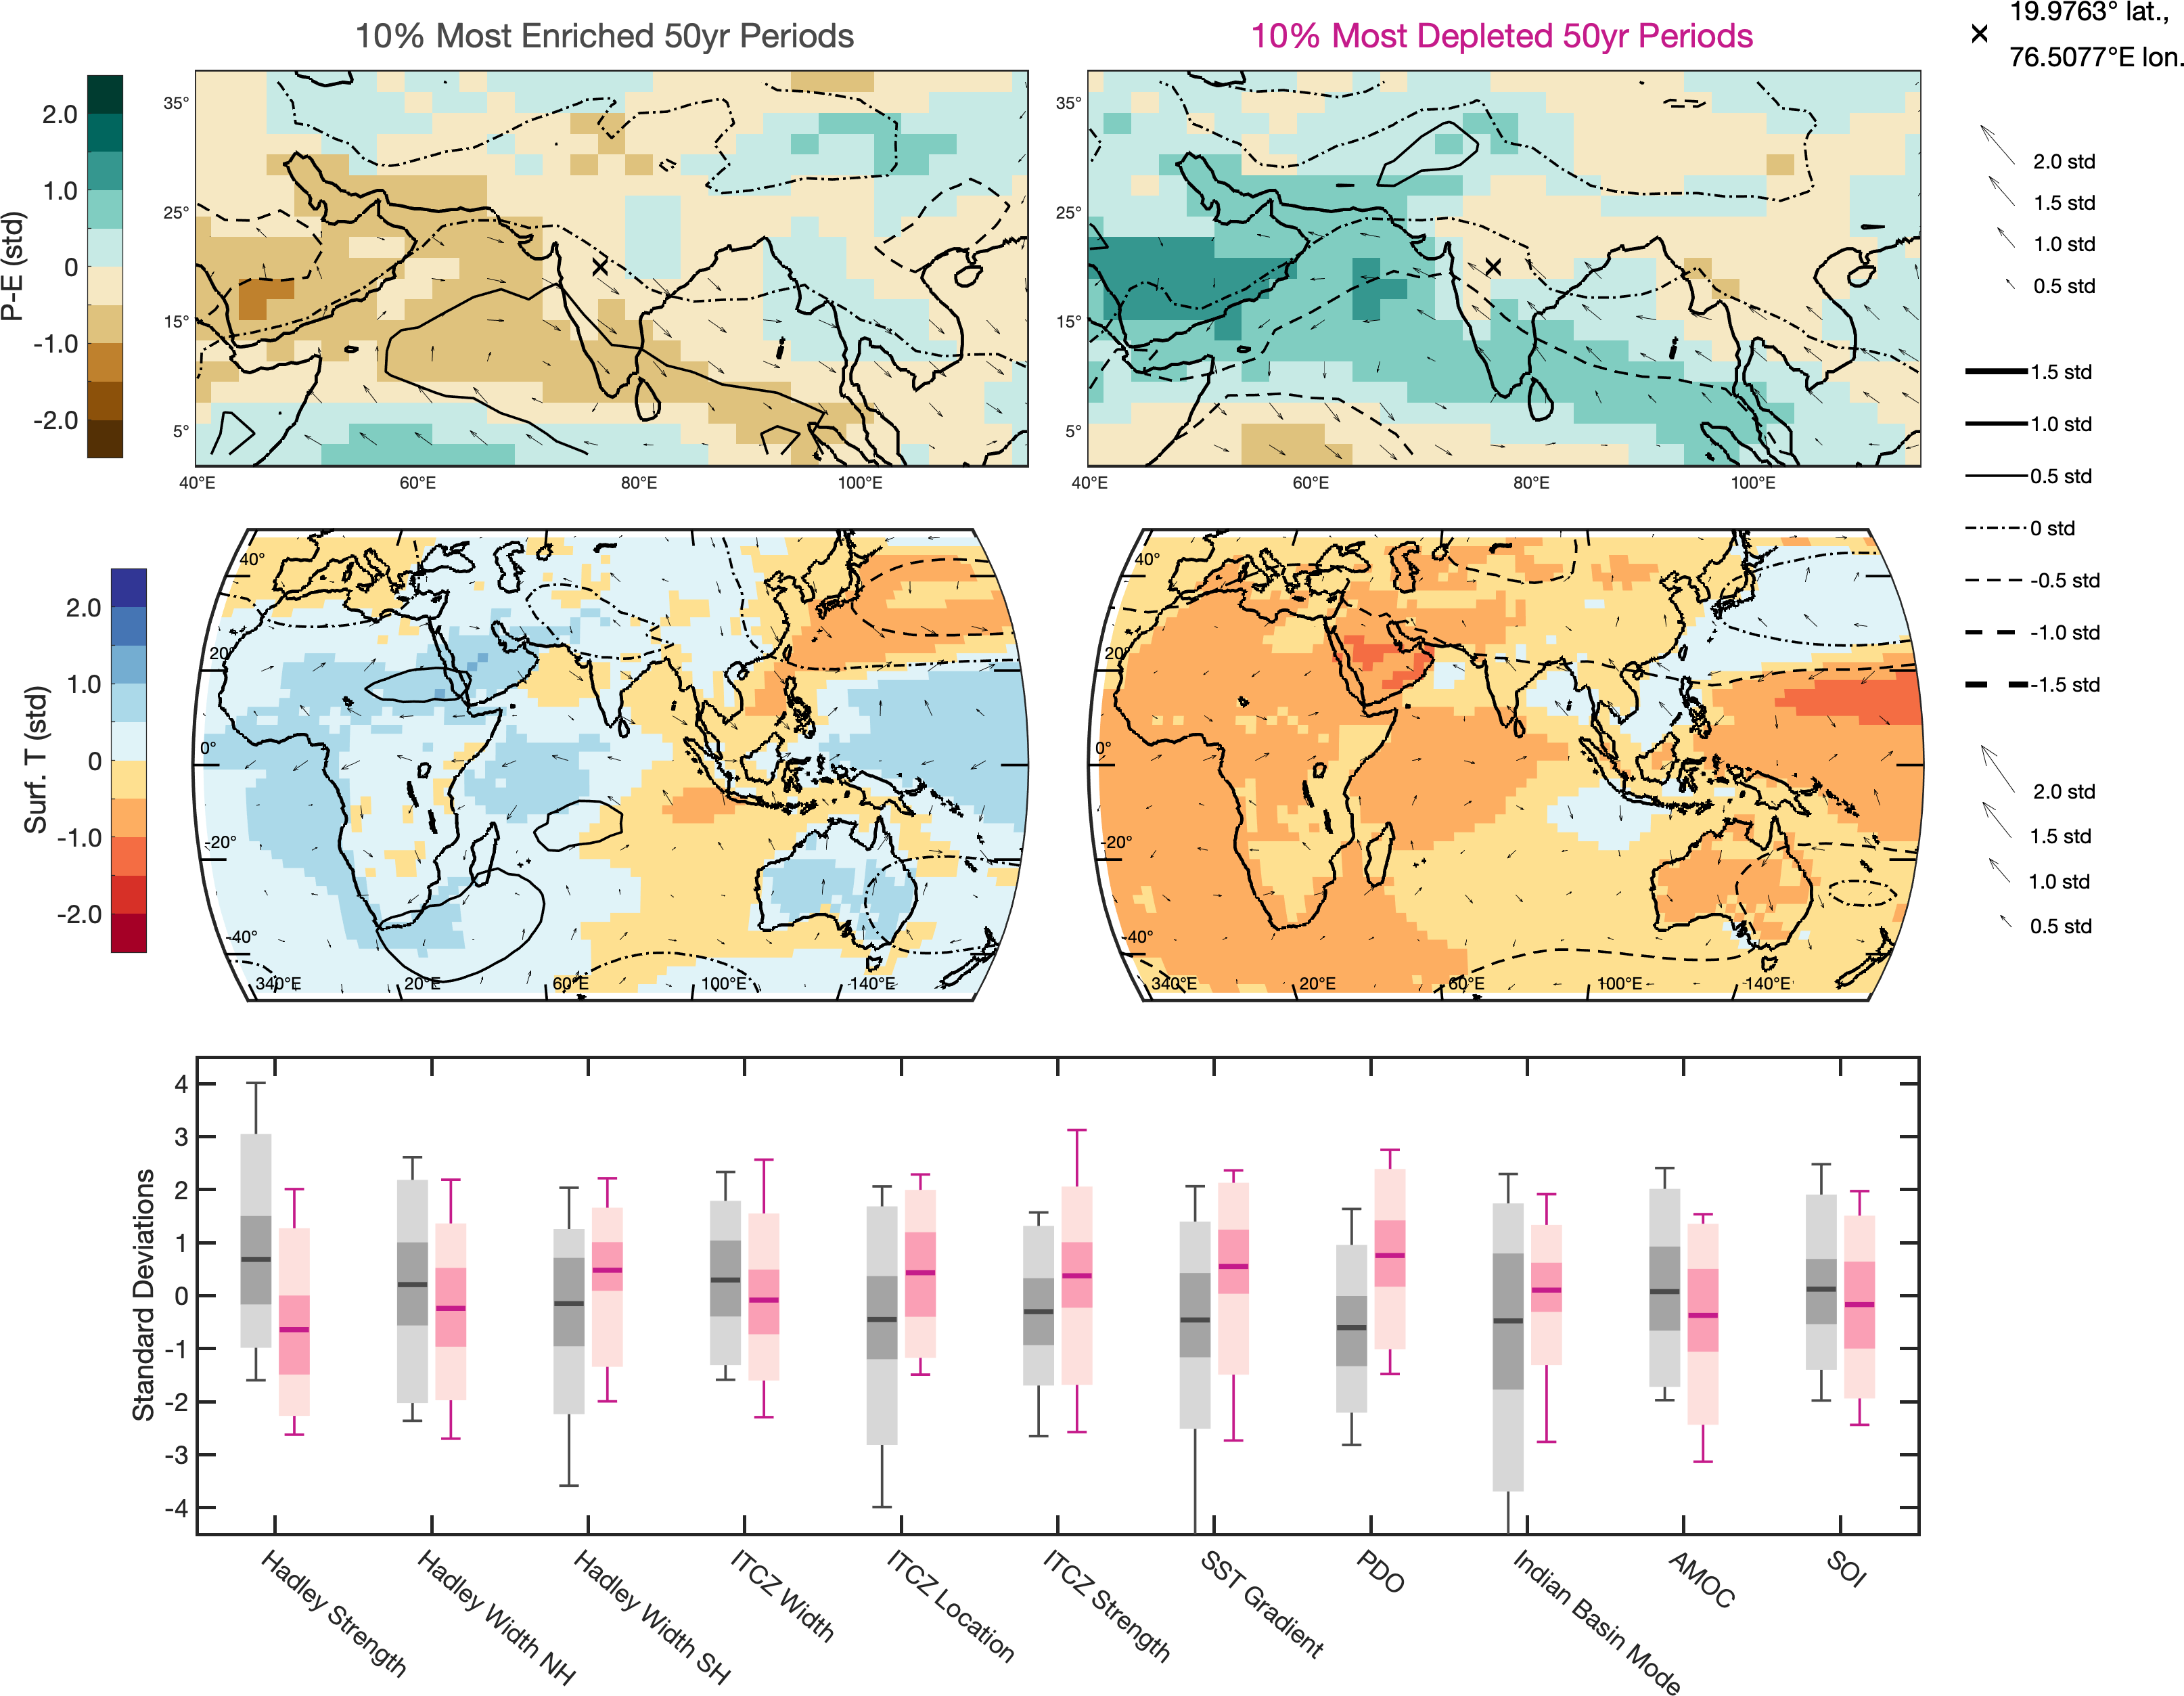 10% Most Enriched 50yr Periods
10% Most Depleted 50yr Periods
19.9763° lat.,
76.5077°E lon.
P-E (std)
2.0
1.0
0
-1.0
-2.0
35°
25°
15°
5°
40°E
60°E
80°E
100°E
35°
25°
15°
5°
40°E
60°E
80°E
100°E
2.0 std
1.5 std
1.0 std
0.5 std
1.5 std
1.0 std
0.5 std
0 std
-0.5 std
-1.0 std
-1.5 std
Surf. T (std)
2.0
1.0
0
-1.0
-2.0
40°
20°
0°
-20°
-40°
340°E
20°E
60°E
100°E
140°E
40°
20°
0°
-20°
-40°
340°E
20°E
60°E
100°E
140°E
2.0 std
1.5 std
1.0 std
0.5 std
Standard Deviations
4
3
2
1
0
-1
-2
-3
-4
Hadley Strength
Hadley Width NH
Hadley Width SH
ITCZ Width
ITCZ Location
ITCZ Strength
SST Gradient
PDO
Indian Basin Mode
AMOC
SOI